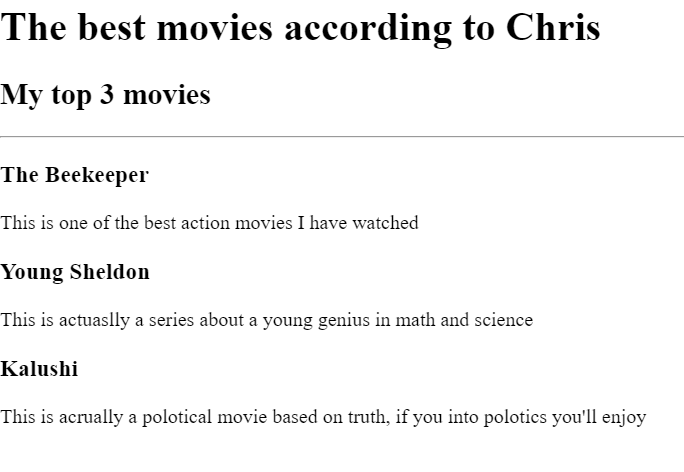 The best movies according to Chris
My top 3 movies
The Beekeeper
This is one of the best action movies I have watched
Young Sheldon
This is actuaslly a series about a young genius in math and science
Kalushi
This is acrually a polotical movie based on truth, if you into polotics you'll enjoy